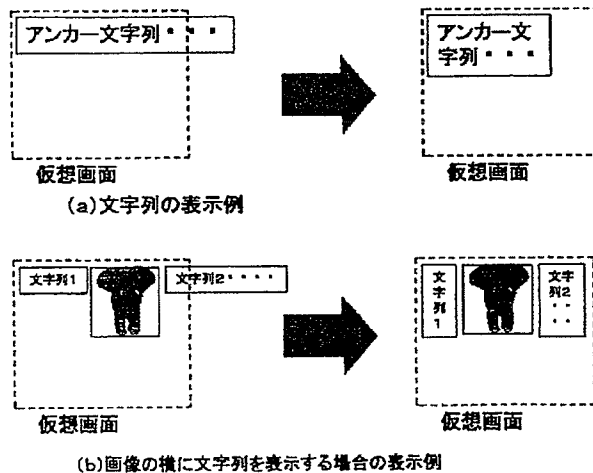 アンカー文字列・・・
アンカー文
字列・・・
仮想画面
仮想画面
(a)文字列の表示例
文字列1
文字列2・・・・
文
字
列
1
文字
列2
・・
・・
仮想画面
仮想画面
(b)画像の横に文字列を表示する場合の表示例